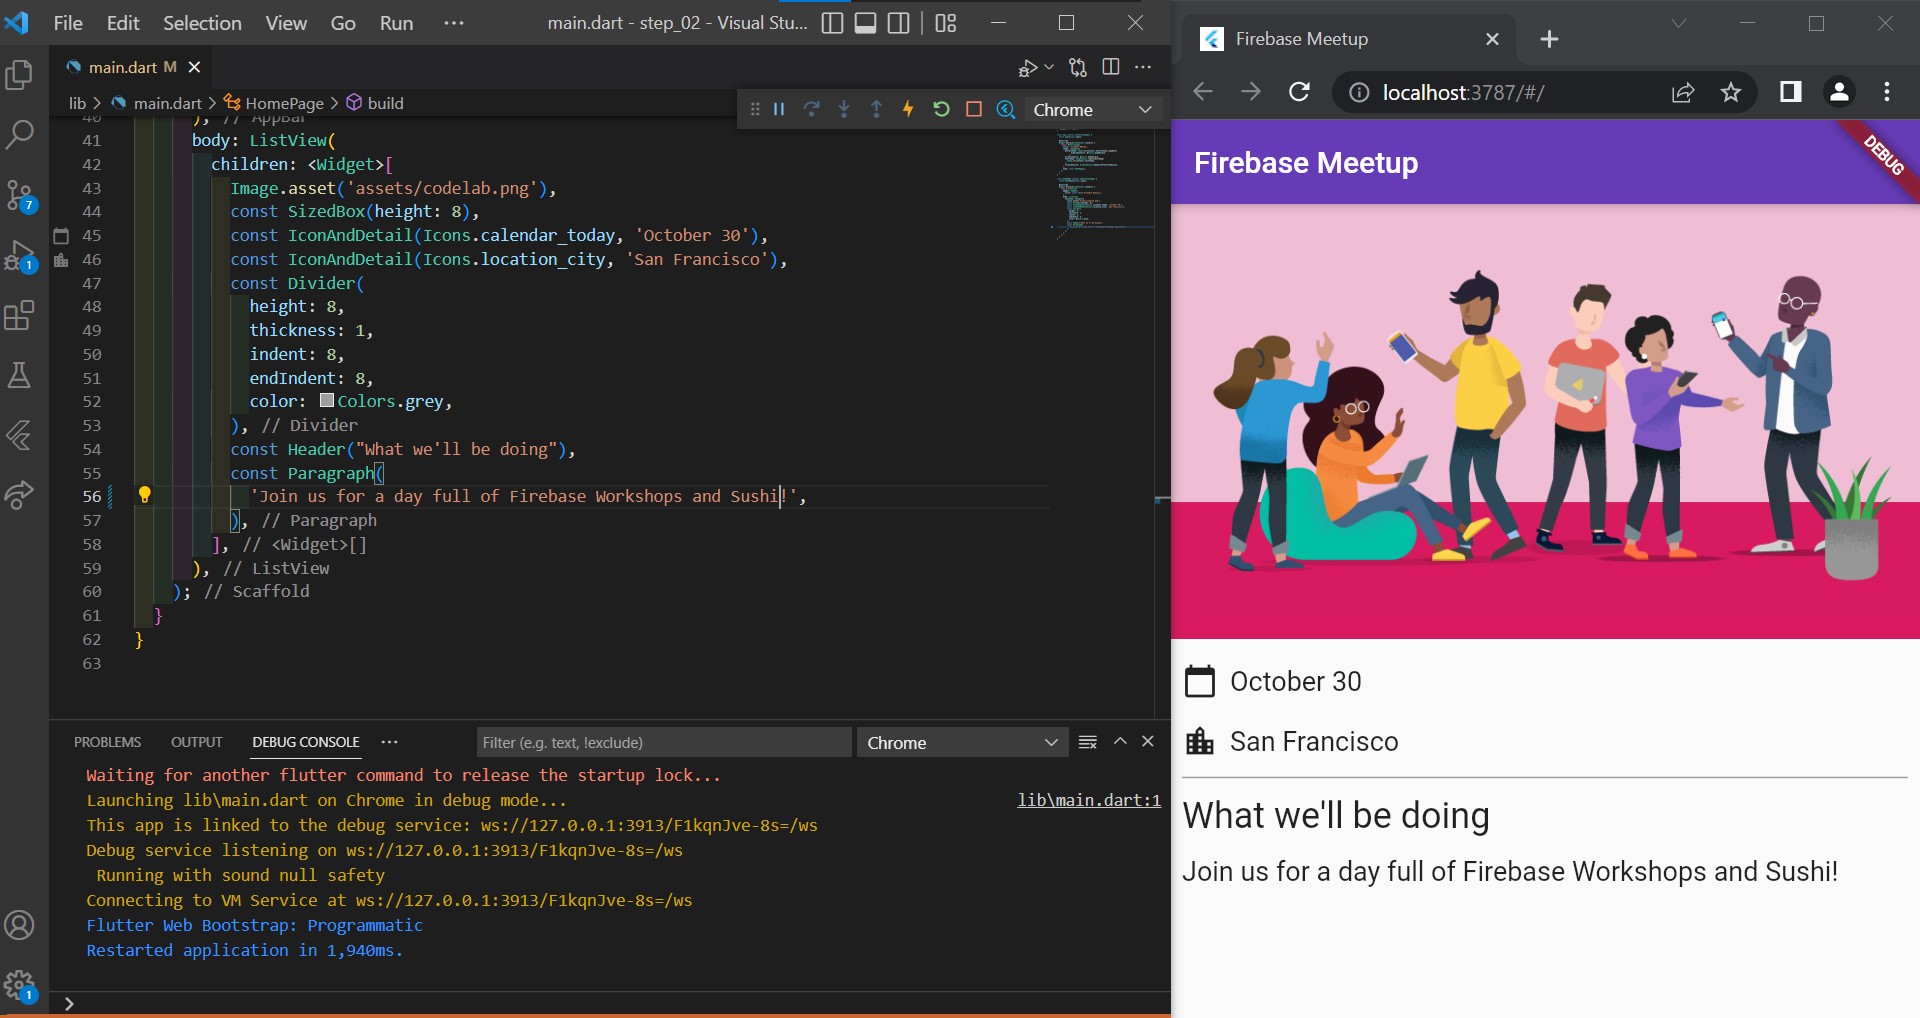 File Edit Selection View Go Run ··· main.dart - step_02 - Visual Stu...
main.dart M
lib > main.dart > HomePage > build
Chrome
40 ), // AppBar
41 body: ListView(
42 children: <Widget>[
43 Image.asset('assets/codelab.png'),
44 const SizedBox(height: 8),
45 const IconAndDetail(Icons.calendar_today, 'October 30'),
46 const IconAndDetail(Icons.location_city, 'San Francisco'),
47 const Divider(
48 height: 8,
49 thickness: 1,
50 indent: 8,
51 endIndent: 8,
52 color: Colors.grey,
53 ), // Divider
54 const Header("What we'll be doing"),
55 const Paragraph(
56 'Join us for a day full of Firebase Workshops and Sushi!',
57 ), // Paragraph
58 ], // <Widget>[]
59 ), // ListView
60 ); // Scaffold
61 }
62 }
63
7
1
1
PROBLEMS OUTPUT DEBUG CONSOLE ··· Filter (e.g. text, !exclude) Chrome
Waiting for another flutter command to release the startup lock...
Launching lib\main.dart on Chrome in debug mode... lib\main.dart:1
This app is linked to the debug service: ws://127.0.0.1:3913/F1kqnJve-8s=/ws
Debug service listening on ws://127.0.0.1:3913/F1kqnJve-8s=/ws
Running with sound null safety
Connecting to VM Service at ws://127.0.0.1:3913/F1kqnJve-8s=/ws
Flutter Web Bootstrap: Programmatic
Restarted application in 1,940ms.
>
Firebase Meetup
localhost:3787/#/
Firebase Meetup
DEBUG
October 30
San Francisco
What we'll be doing
Join us for a day full of Firebase Workshops and Sushi!